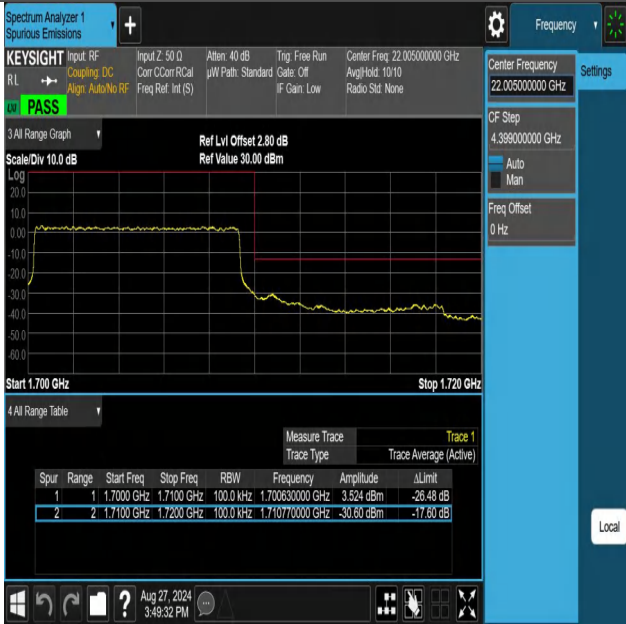 Spectrum Analyzer 1
Spurious Emissions
+
Frequency
KEYSIGHT Input: RF Input Z: 50 Ω Atten: 40 dB Trig: Free Run Center Freq: 22.005000000 GHz
RL Coupling: DC Corr CCorr RCal µW Path: Standard Gate: Off Avg|Hold: 10/10
Align: Auto/No RF Freq Ref: Int (S) IF Gain: Low Radio Std: None
PASS
Center Frequency
22.005000000 GHz
Settings
CF Step
4.399000000 GHz
Auto
Man
Freq Offset
0 Hz
3 All Range Graph
Ref Lvl Offset 2.80 dB
Scale/Div 10.0 dB Ref Value 30.00 dBm
Log
20.0
10.0
0.00
-10.0
-20.0
-30.0
-40.0
-50.0
-60.0
Start 1.700 GHz Stop 1.720 GHz
4 All Range Table
Measure Trace Trace 1
Trace Type Trace Average (Active)
Spur Range Start Freq Stop Freq RBW Frequency Amplitude ΔLimit
1 1 1.7000 GHz 1.7100 GHz 100.0 kHz 1.700630000 GHz 3.524 dBm -26.48 dB
2 2 1.7100 GHz 1.7200 GHz 100.0 kHz 1.710770000 GHz -30.60 dBm -17.60 dB
Local
? Aug 27, 2024
3:49:32 PM